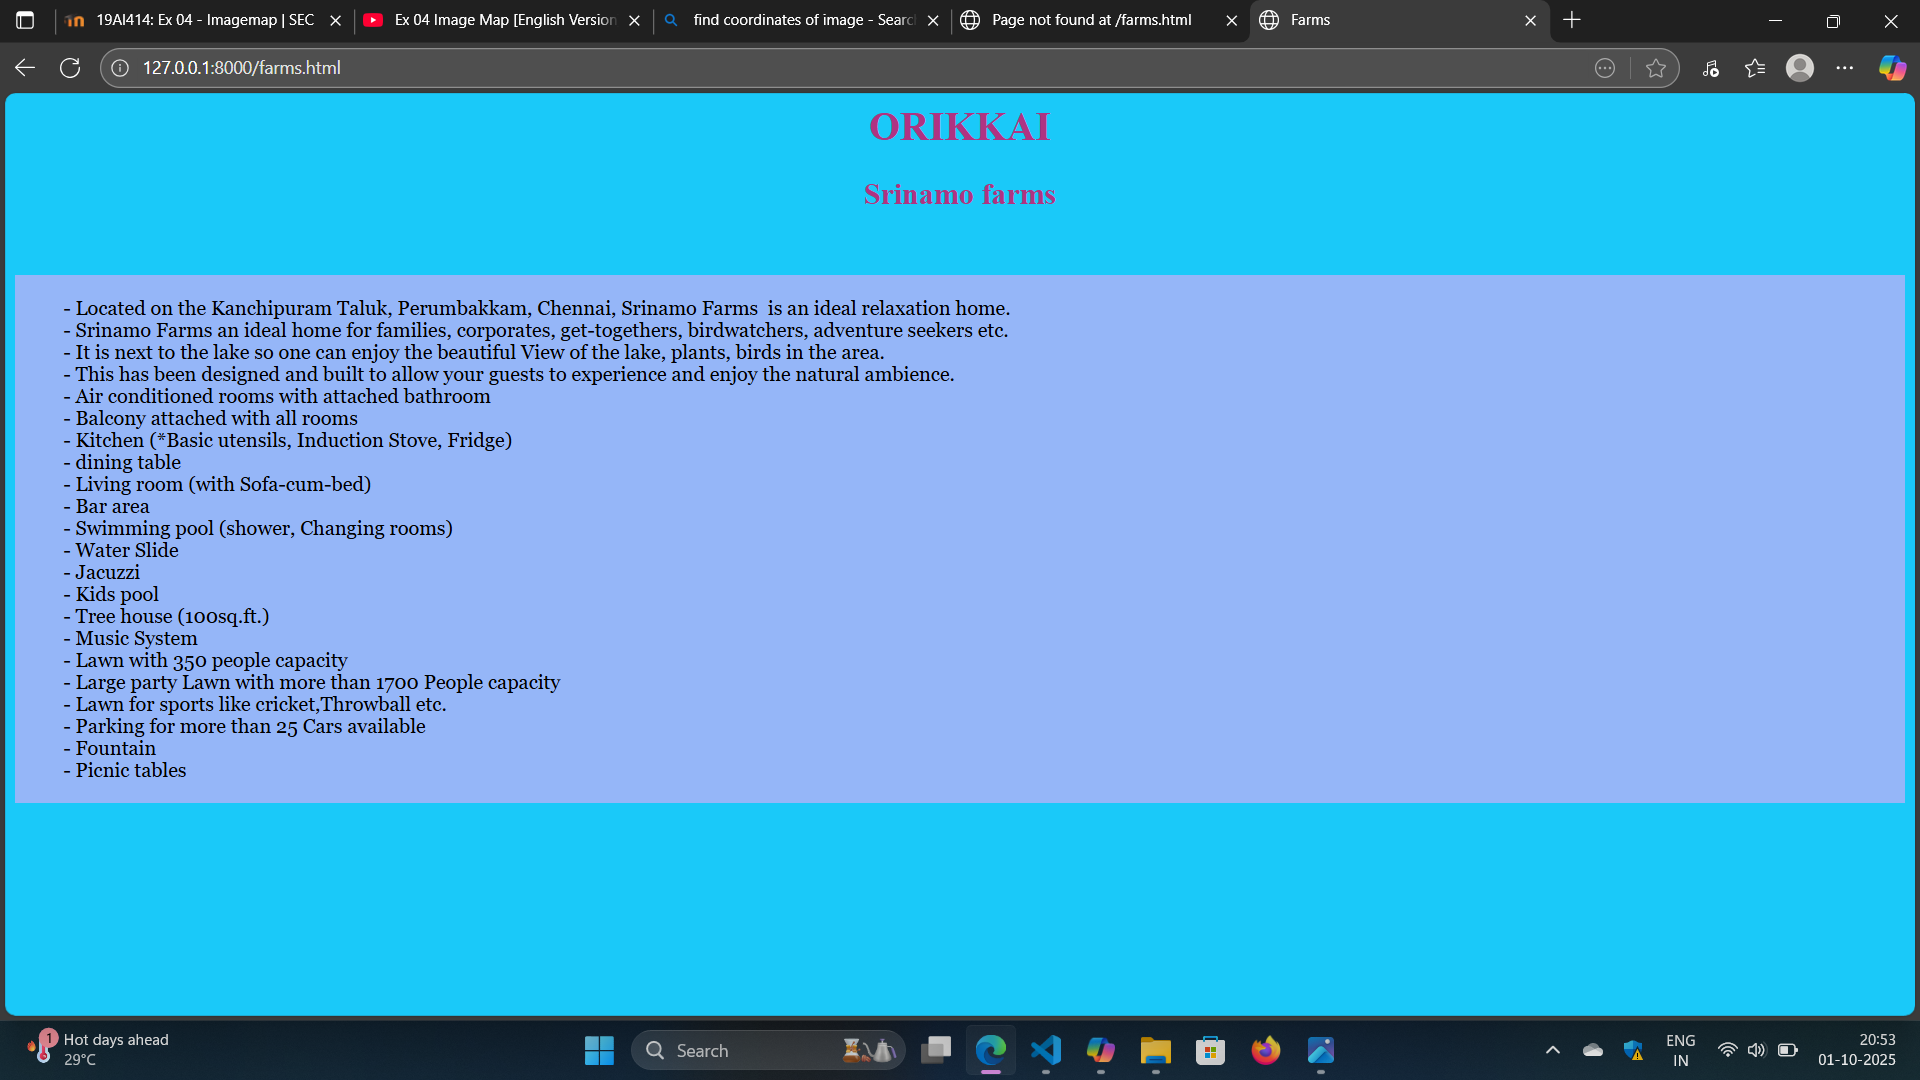 19AI414: Ex 04 - Imagemap | SEC
Ex 04 Image Map [English Version
find coordinates of image - Searc
Page not found at /farms.html
Farms
127.0.0.1:8000/farms.html
ORIKKAI
Srinamo farms
- Located on the Kanchipuram Taluk, Perumbakkam, Chennai, Srinamo Farms  is an ideal relaxation home.
- Srinamo Farms an ideal home for families, corporates, get-togethers, birdwatchers, adventure seekers etc.
- It is next to the lake so one can enjoy the beautiful View of the lake, plants, birds in the area.
- This has been designed and built to allow your guests to experience and enjoy the natural ambience.
- Air conditioned rooms with attached bathroom
- Balcony attached with all rooms
- Kitchen (*Basic utensils, Induction Stove, Fridge)
- dining table
- Living room (with Sofa-cum-bed)
- Bar area
- Swimming pool (shower, Changing rooms)
- Water Slide
- Jacuzzi
- Kids pool
- Tree house (100sq.ft.)
- Music System
- Lawn with 350 people capacity
- Large party Lawn with more than 1700 People capacity
- Lawn for sports like cricket,Throwball etc.
- Parking for more than 25 Cars available
- Fountain
- Picnic tables
1
Hot days ahead
29°C
Search
ENG
IN
20:53
01-10-2025